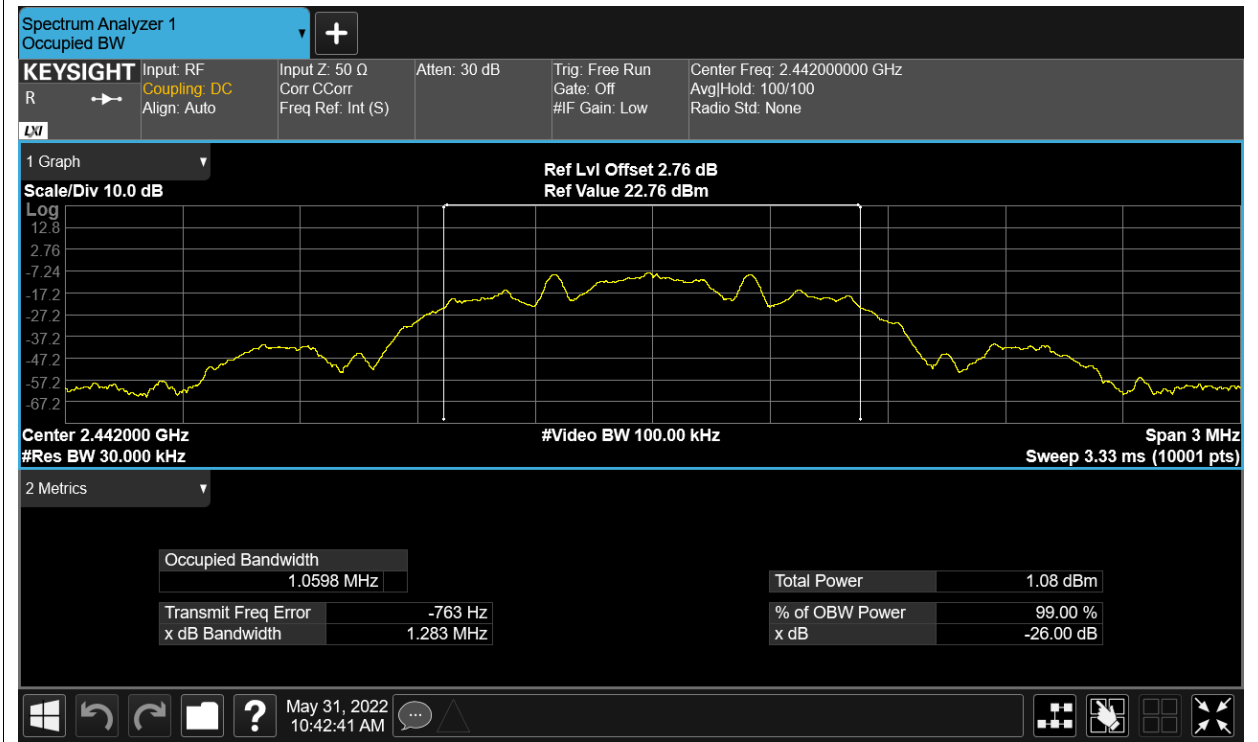 Spectrum Analyzer 1
Occupied BW
KEYSIGHT
R
LXI
Input: RF
Coupling: DC
Align: Auto
Input Z: 50 Ω
Corr CCorr
Freq Ref: Int (S)
Atten: 30 dB
Trig: Free Run
Gate: Off
#IF Gain: Low
Center Freq: 2.442000000 GHz
Avg|Hold: 100/100
Radio Std: None
1 Graph
Scale/Div 10.0 dB
Ref Lvl Offset 2.76 dB
Ref Value 22.76 dBm
Log
12.8
2.76
-7.24
-17.2
-27.2
-37.2
-47.2
-57.2
-67.2
Center 2.442000 GHz
#Video BW 100.00 kHz
Span 3 MHz
#Res BW 30.000 kHz
Sweep 3.33 ms (10001 pts)
2 Metrics
Occupied Bandwidth
1.0598 MHz
Total Power 1.08 dBm
Transmit Freq Error -763 Hz
% of OBW Power 99.00 %
x dB Bandwidth 1.283 MHz
x dB -26.00 dB
?
May 31, 2022
10:42:41 AM